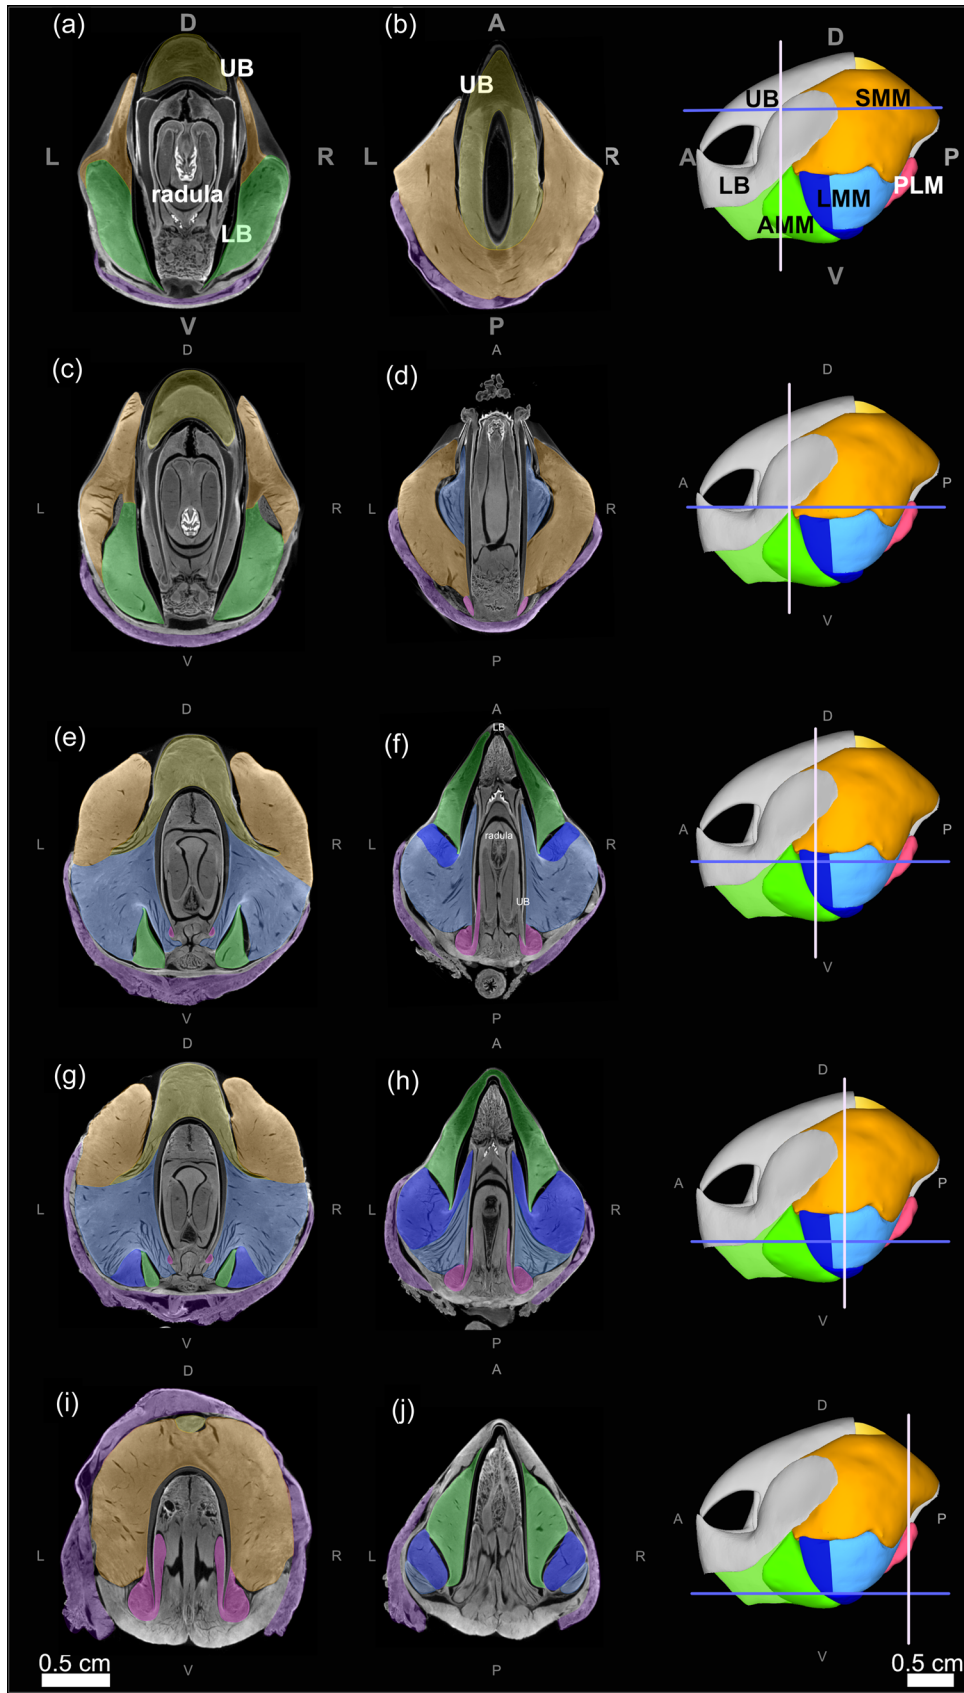 (a) D (b) A
UB UB D
UB SMM
L R L R A P
radula LB PLM
LB LMM
AMM
V P V
(c) D (d) A D
L R L R A P
V P V
(e) D (f) A D
LB
L R L radula R A P
UB
V P V
(g) D (h) A D
L R L R A P
V P V
(i) D (j) A D
L R L R A P
0.5 cm V P V 0.5 cm